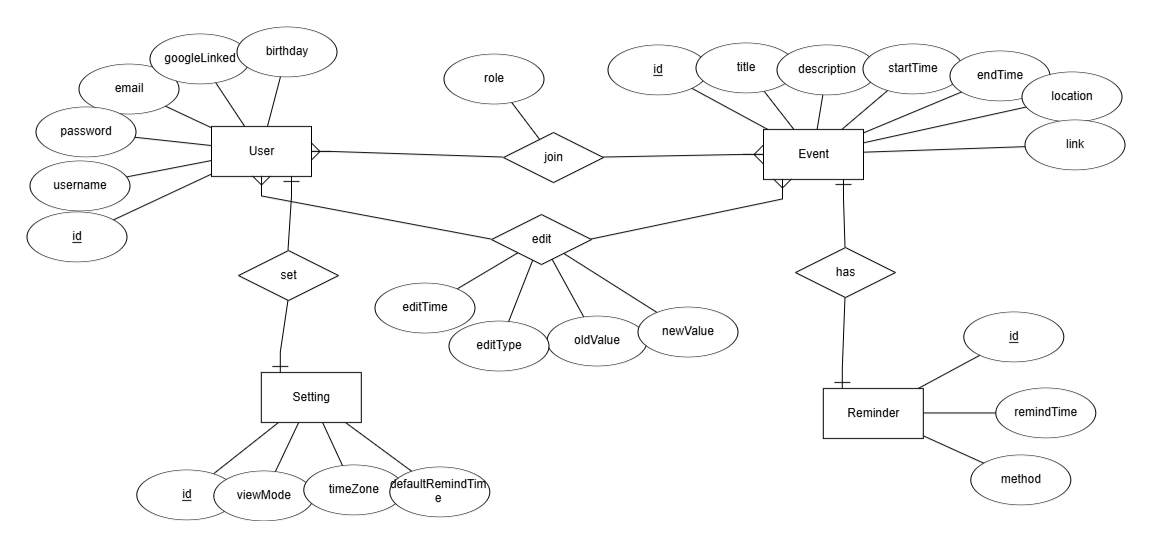 googleLinked
birthday
email
password
username
id
User
role
join
id
title
description
startTime
endTime
location
link
Event
set
edit
editTime
editType
oldValue
newValue
has
Setting
id
viewMode
timeZone
defaultRemindTim
e
Reminder
id
remindTime
method